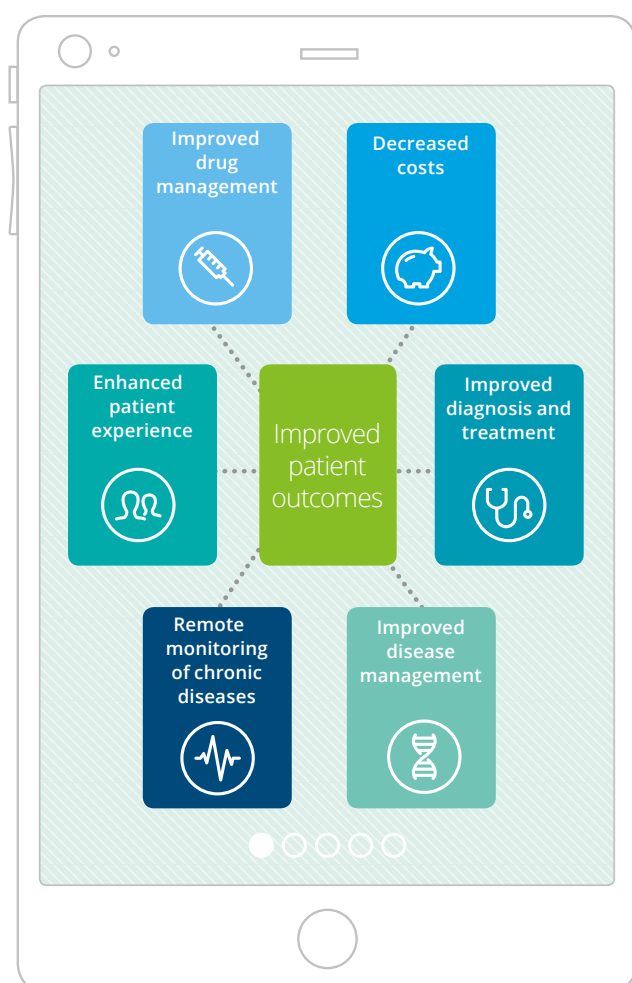 Improved
drug
management
Decreased
costs
Enhanced
patient
experience
Improved
patient
outcomes
Improved
diagnosis and
treatment
Remote
monitoring
of chronic
diseases
Improved
disease
management